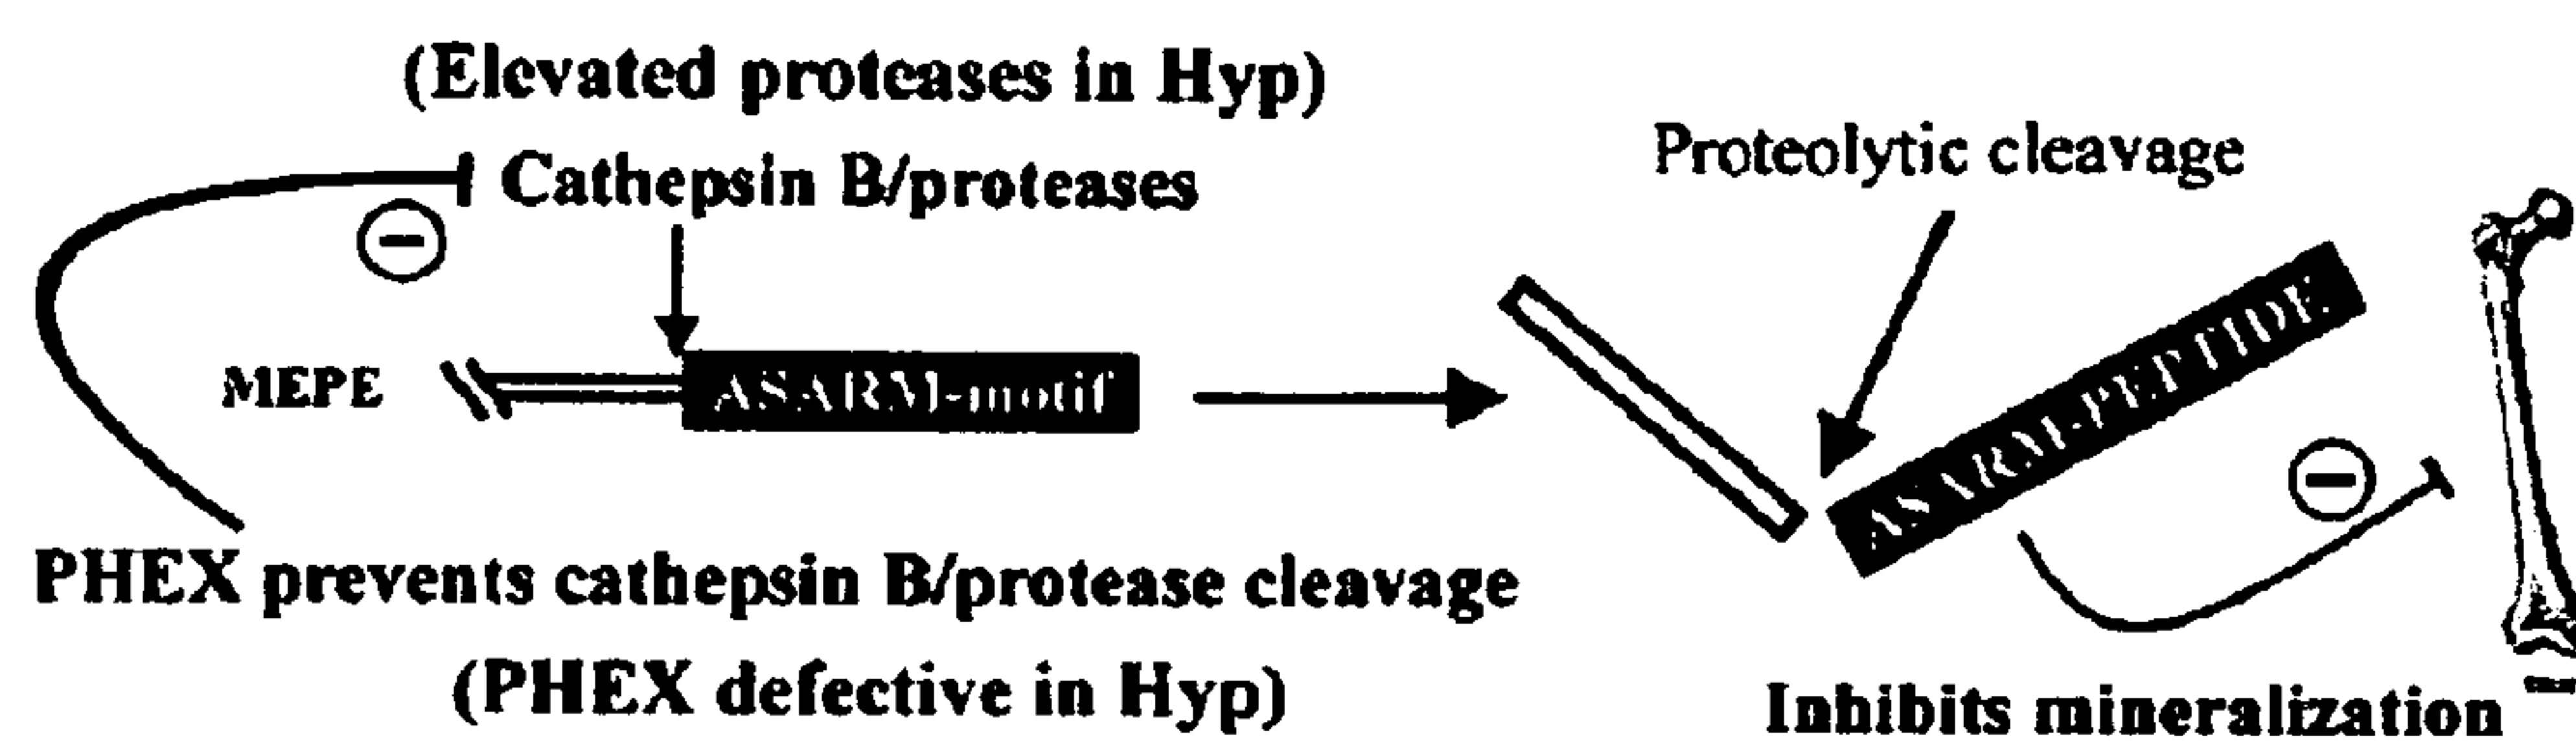 (Elevated proteases in Hyp)
Cathepsin B/proteases
MEPE
ASARM-motif
PHEX prevents cathepsin B/protease cleavage
(PHEX defective in Hyp)
Proteolytic cleavage
ASARM-PEPTIDE
Inhibits mineralization